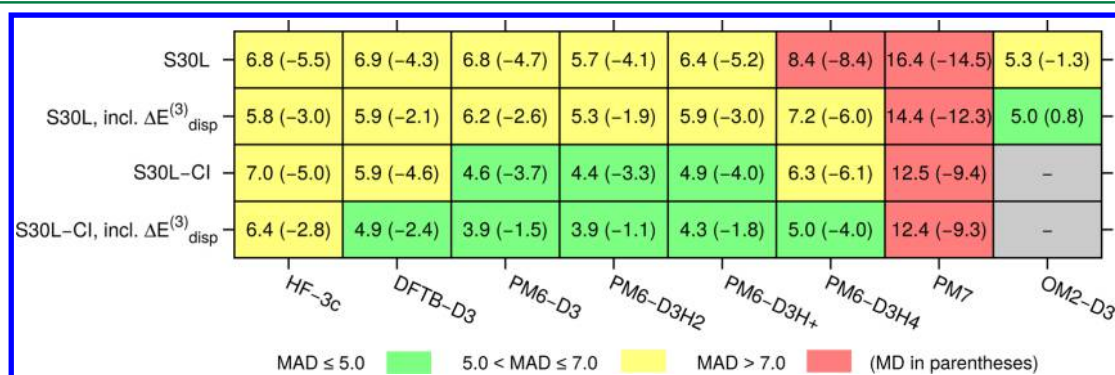 S30L 6.8 (−5.5) 6.9 (−4.3) 6.8 (−4.7) 5.7 (−4.1) 6.4 (−5.2) 8.4 (−8.4) 16.4 (−14.5) 5.3 (−1.3)
S30L, incl. ΔE(3)disp 5.8 (−3.0) 5.9 (−2.1) 6.2 (−2.6) 5.3 (−1.9) 5.9 (−3.0) 7.2 (−6.0) 14.4 (−12.3) 5.0 (0.8)
S30L−CI 7.0 (−5.0) 5.9 (−4.6) 4.6 (−3.7) 4.4 (−3.3) 4.9 (−4.0) 6.3 (−6.1) 12.5 (−9.4) −
S30L−CI, incl. ΔE(3)disp 6.4 (−2.8) 4.9 (−2.4) 3.9 (−1.5) 3.9 (−1.1) 4.3 (−1.8) 5.0 (−4.0) 12.4 (−9.3) −
HF−3c DFTB−D3 PM6−D3 PM6−D3H2 PM6−D3H+ PM6−D3H4 PM7 OM2−D3
MAD ≤ 5.0 5.0 < MAD ≤ 7.0 MAD > 7.0 (MD in parentheses)